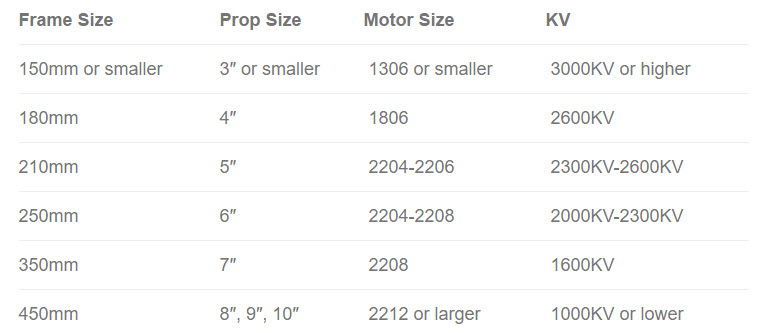 Frame Size Prop Size Motor Size KV
150mm or smaller 3″ or smaller 1306 or smaller 3000KV or higher
180mm 4″ 1806 2600KV
210mm 5″ 2204-2206 2300KV-2600KV
250mm 6″ 2204-2208 2000KV-2300KV
350mm 7″ 2208 1600KV
450mm 8″, 9″, 10″ 2212 or larger 1000KV or lower